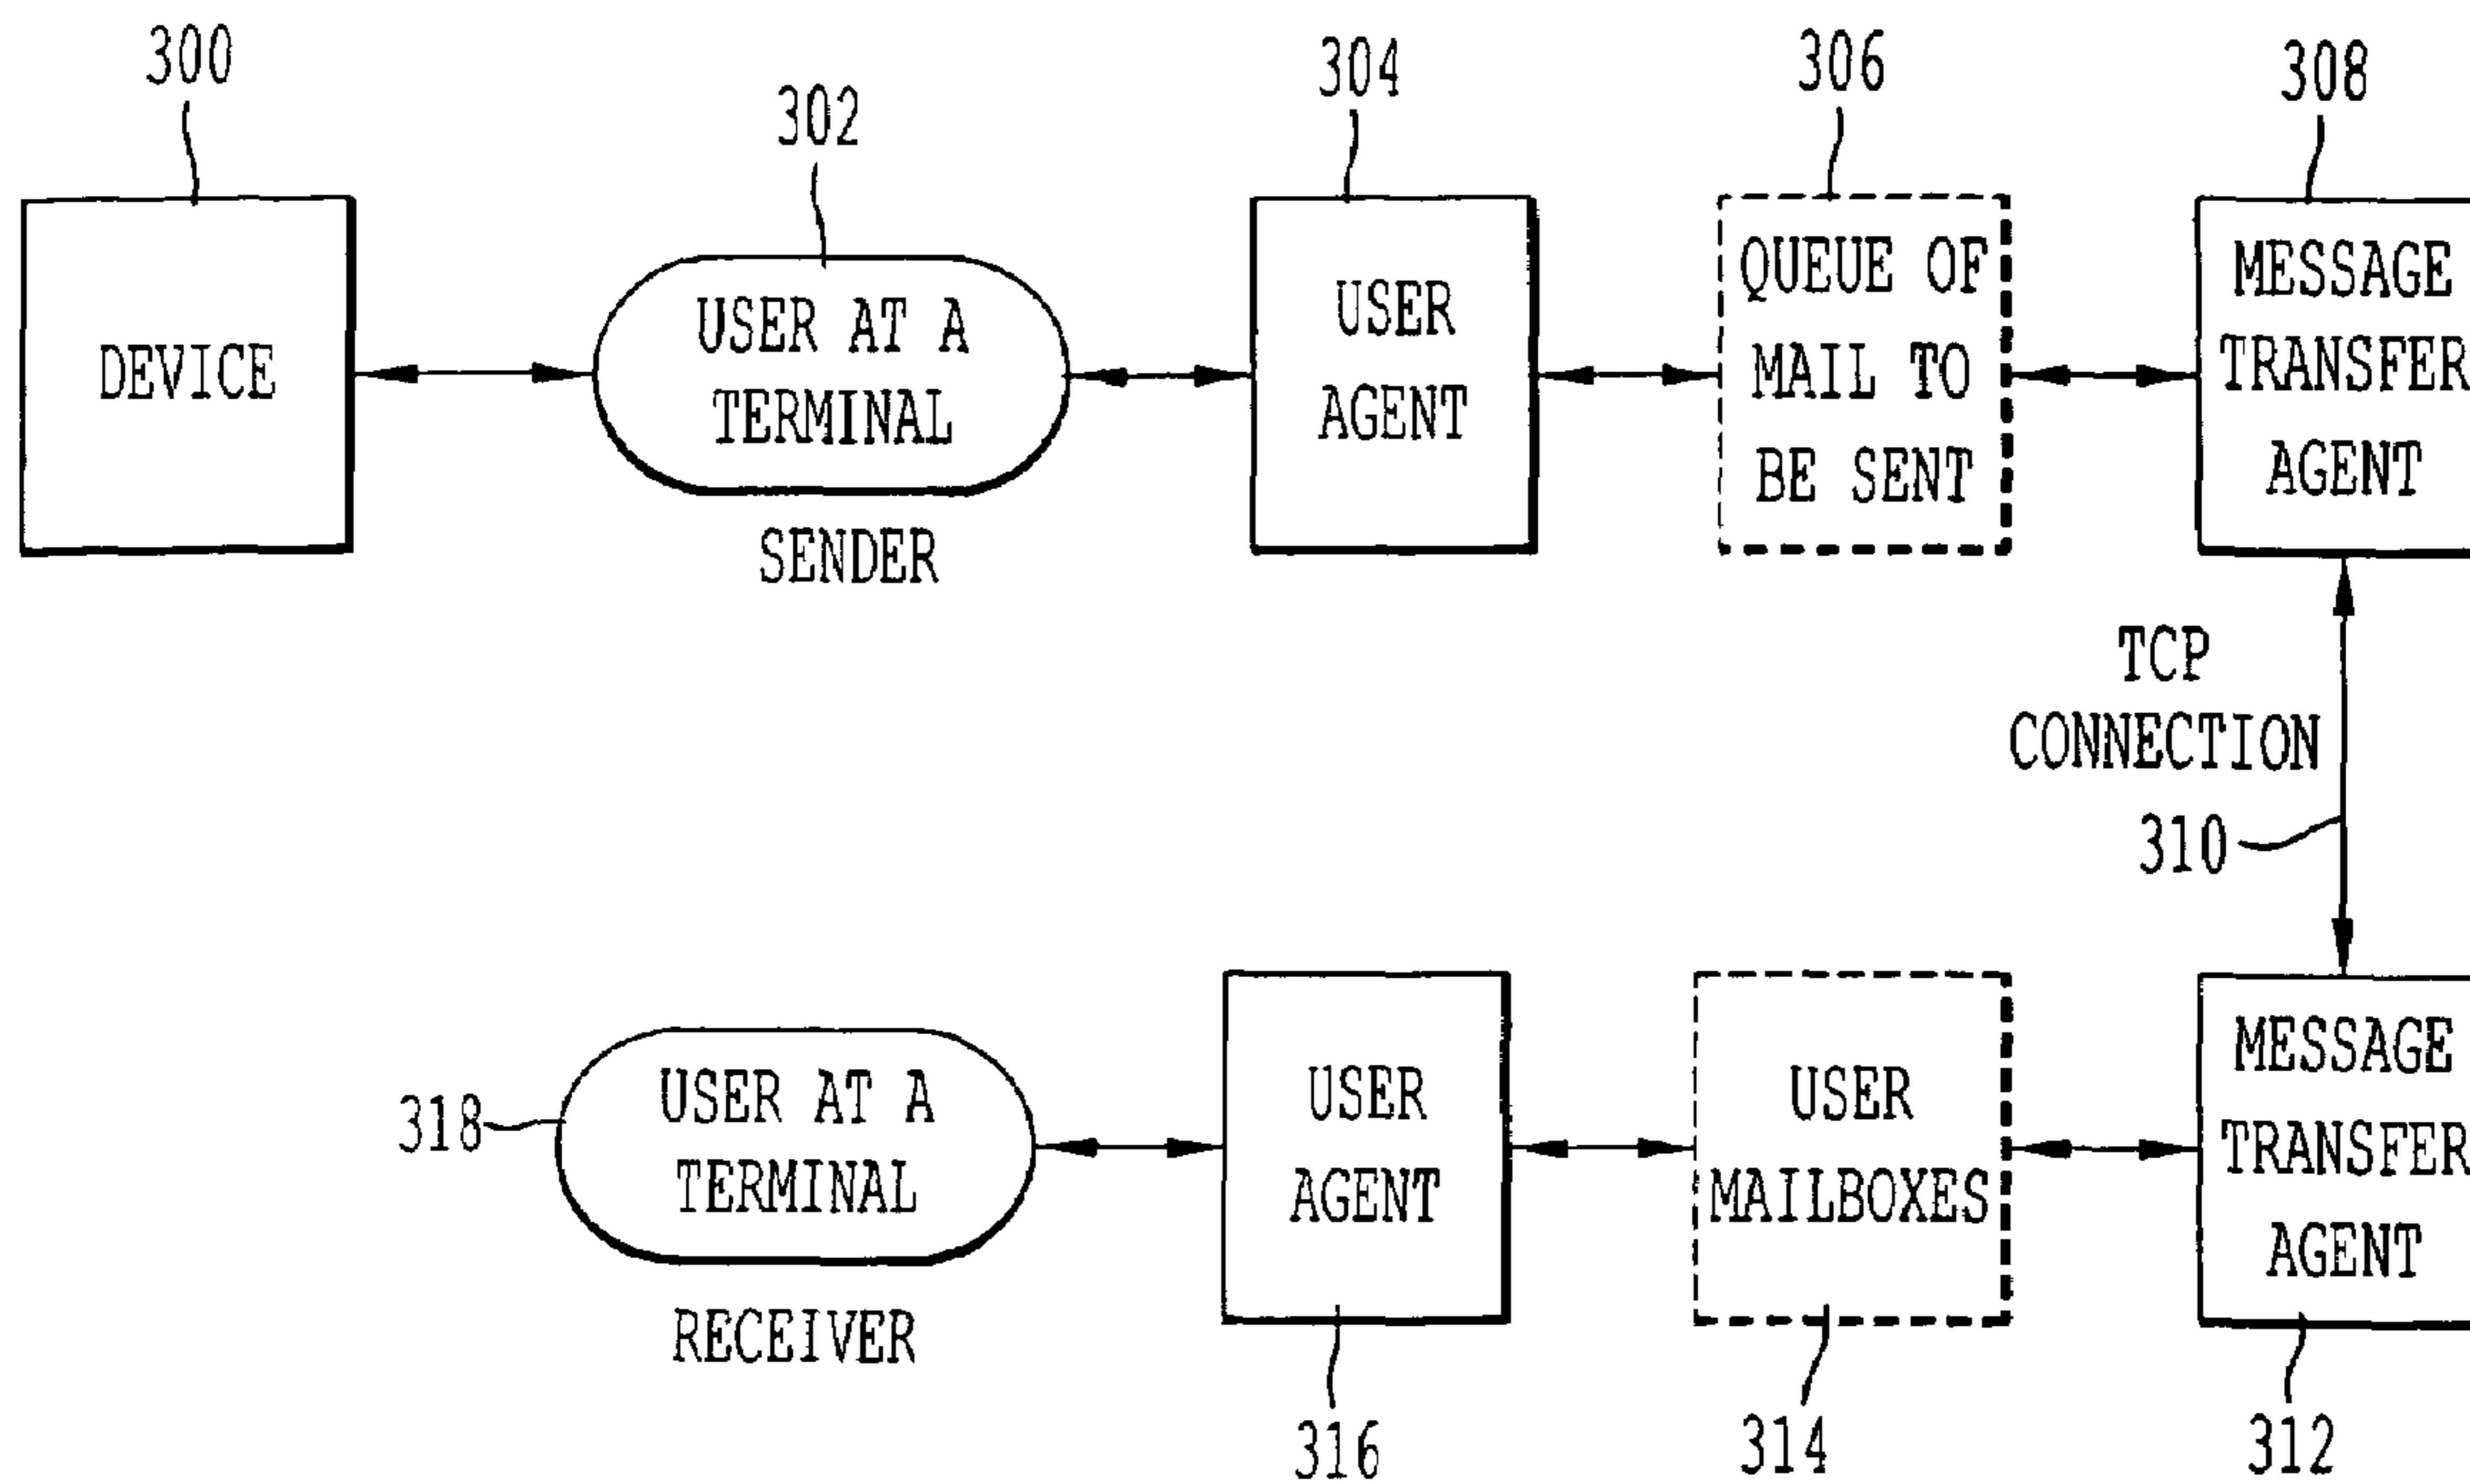 300
302
304
306
308
DEVICE
USER AT A
TERMINAL
SENDER
USER
AGENT
QUEUE OF
MAIL TO
BE SENT
MESSAGE
TRANSFER
AGENT
TCP
CONNECTION
310
318
USER AT A
TERMINAL
RECEIVER
USER
AGENT
USER
MAILBOXES
MESSAGE
TRANSFER
AGENT
316
314
312